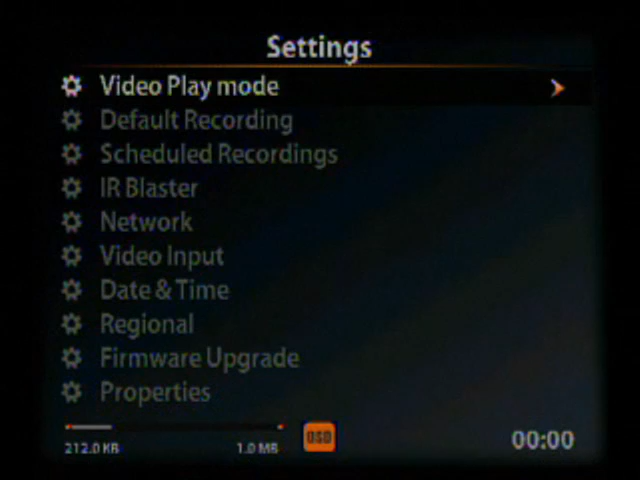 Settings
Video Play mode
Default Recording
Scheduled Recordings
IR Blaster
Network
Video Input
Date & Time
Regional
Firmware Upgrade
Properties
212.0 KB 1.0 MB OSD 00:00